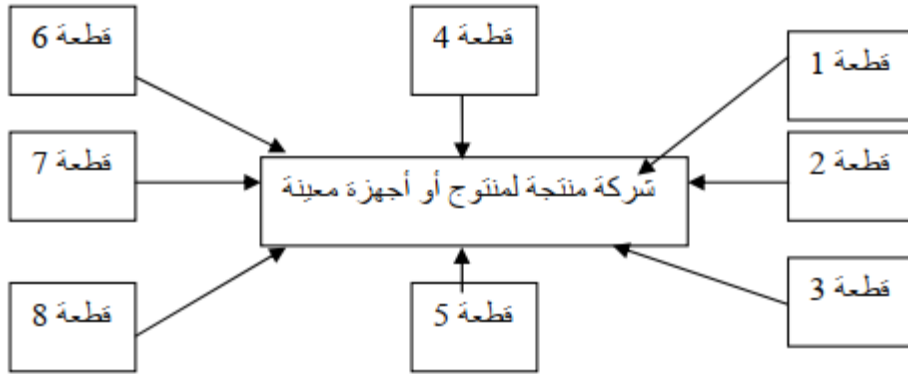 قطعة 1
قطعة 4
قطعة 6
قطعة 2
شركة منتجة لمنتوج أو أجهزة معينة
قطعة 7
قطعة 3
قطعة 5
قطعة 8